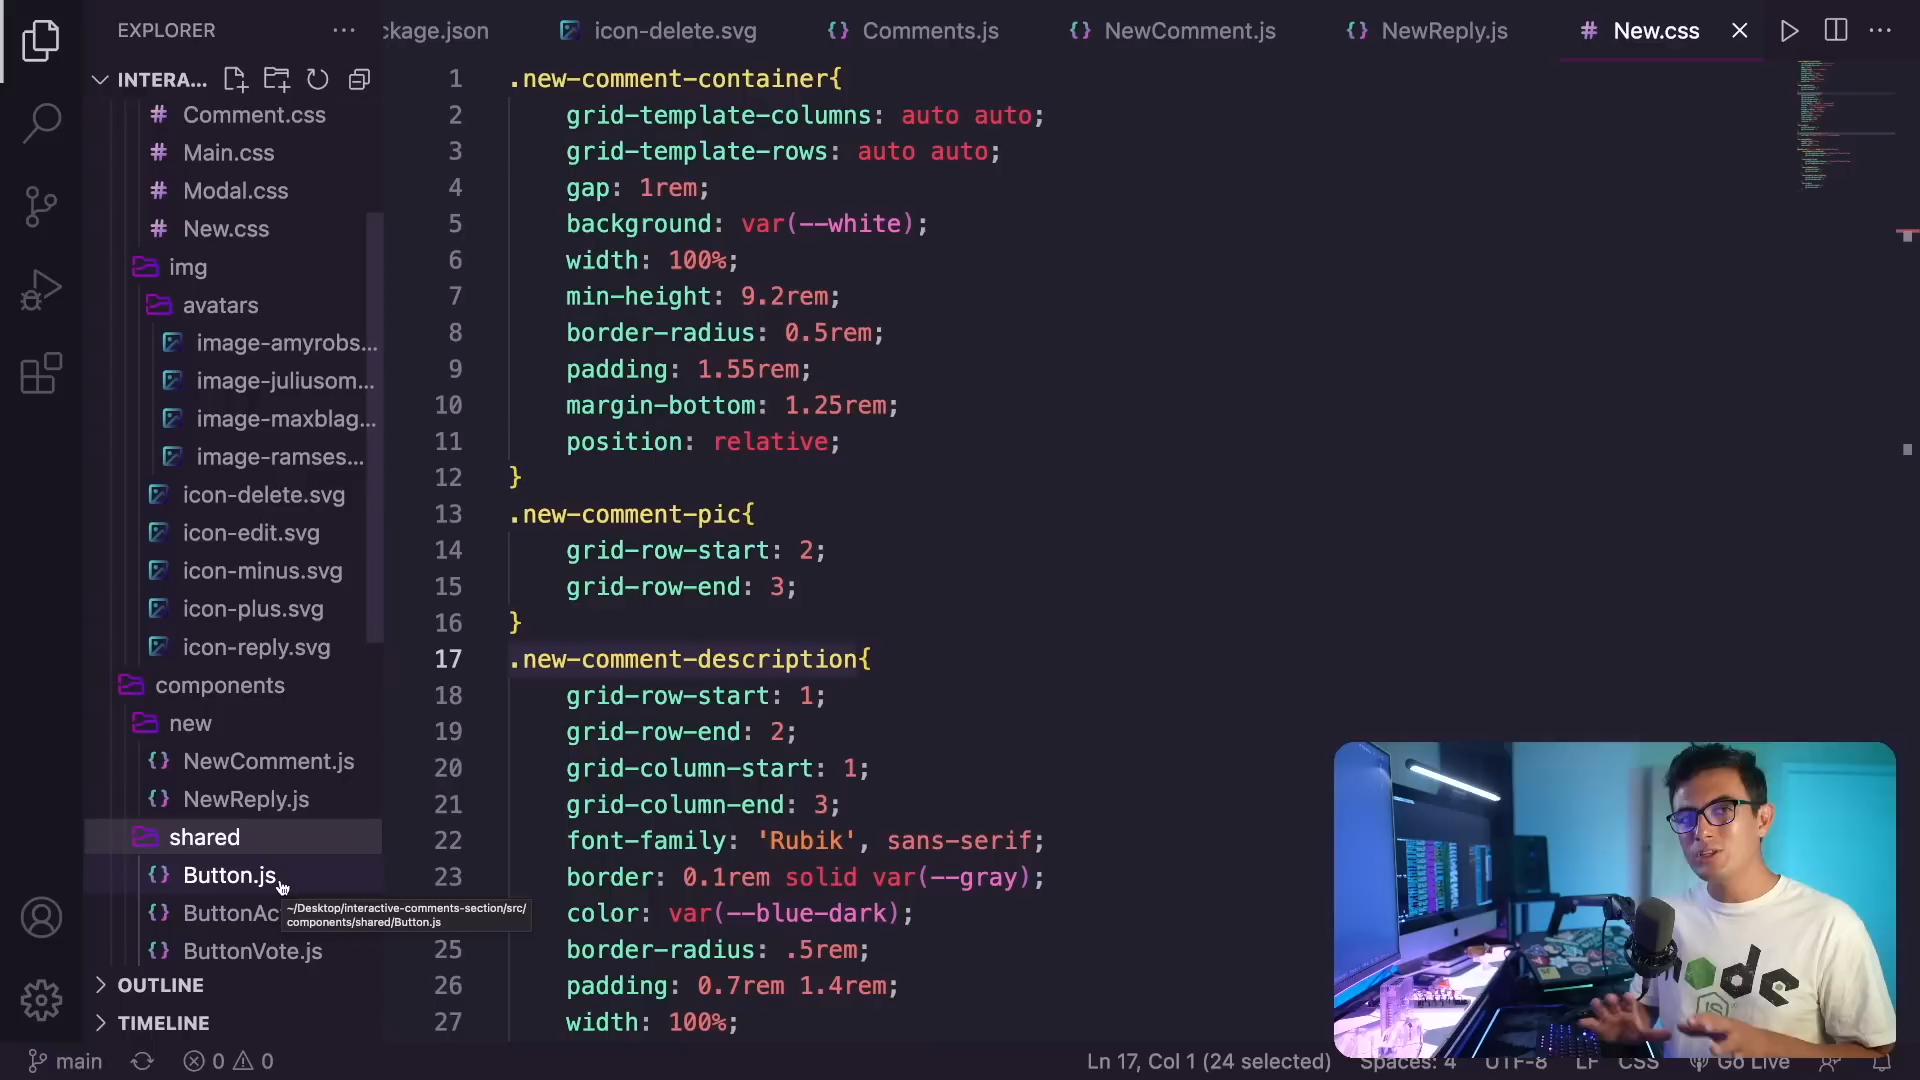 EXPLORER
ckage.json
icon-delete.svg
Comments.js
NewComment.js
NewReply.js
New.css
INTERA...
Comment.css
Main.css
Modal.css
New.css
img
avatars
image-amyrobs...
image-juliusom...
image-maxblag...
image-ramses...
icon-delete.svg
icon-edit.svg
icon-minus.svg
icon-plus.svg
icon-reply.svg
components
new
NewComment.js
NewReply.js
shared
Button.js
ButtonAc
ButtonVote.js
~/Desktop/interactive-comments-section/src/
components/shared/Button.js
OUTLINE
TIMELINE
1 .new-comment-container{
2 grid-template-columns: auto auto;
3 grid-template-rows: auto auto;
4 gap: 1rem;
5 background: var(--white);
6 width: 100%;
7 min-height: 9.2rem;
8 border-radius: 0.5rem;
9 padding: 1.55rem;
10 margin-bottom: 1.25rem;
11 position: relative;
12 }
13 .new-comment-pic{
14 grid-row-start: 2;
15 grid-row-end: 3;
16 }
17 .new-comment-description{
18 grid-row-start: 1;
19 grid-row-end: 2;
20 grid-column-start: 1;
21 grid-column-end: 3;
22 font-family: 'Rubik', sans-serif;
23 border: 0.1rem solid var(--gray);
color: var(--blue-dark);
25 border-radius: .5rem;
26 padding: 0.7rem 1.4rem;
27 width: 100%;
node
JS
main
0 0
Ln 17, Col 1 (24 selected)
Spaces: 4
UTF-8
LF
CSS
Go Live